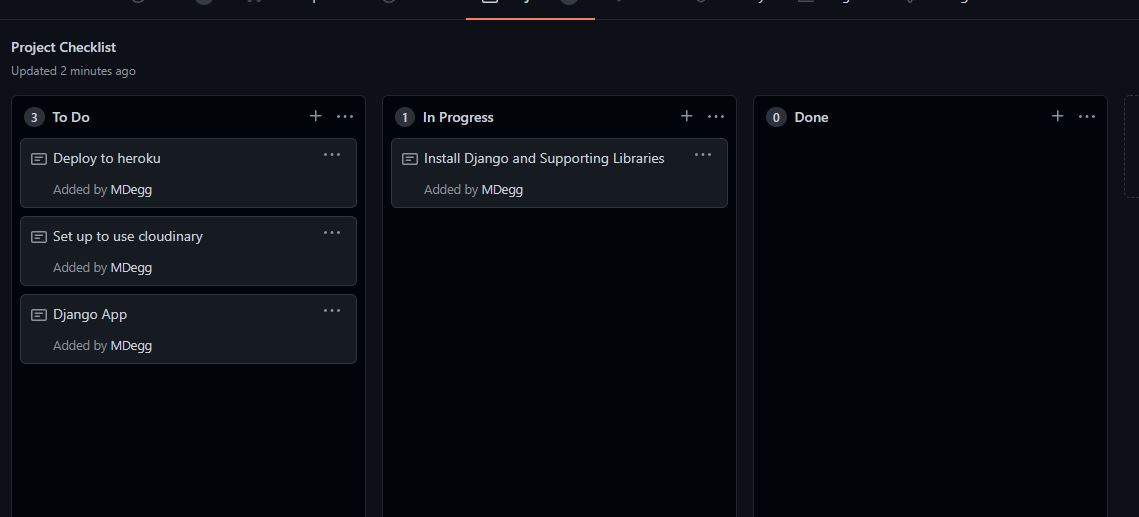 Project Checklist
Updated 2 minutes ago
3 To Do
Deploy to heroku
Added by MDegg
Set up to use cloudinary
Added by MDegg
Django App
Added by MDegg
1 In Progress
Install Django and Supporting Libraries
Added by MDegg
0 Done